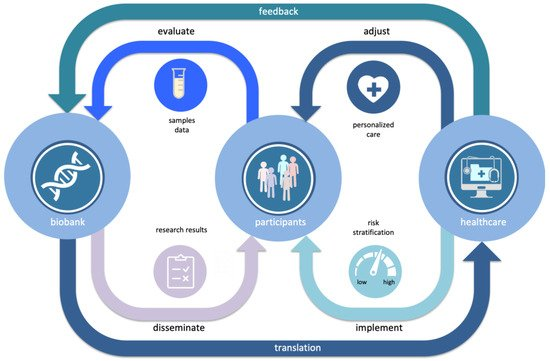 feedback
evaluate
adjust
samples
data
personalized
care
biobank
participants
healthcare
research results
risk
stratification
low
high
disseminate
implement
translation